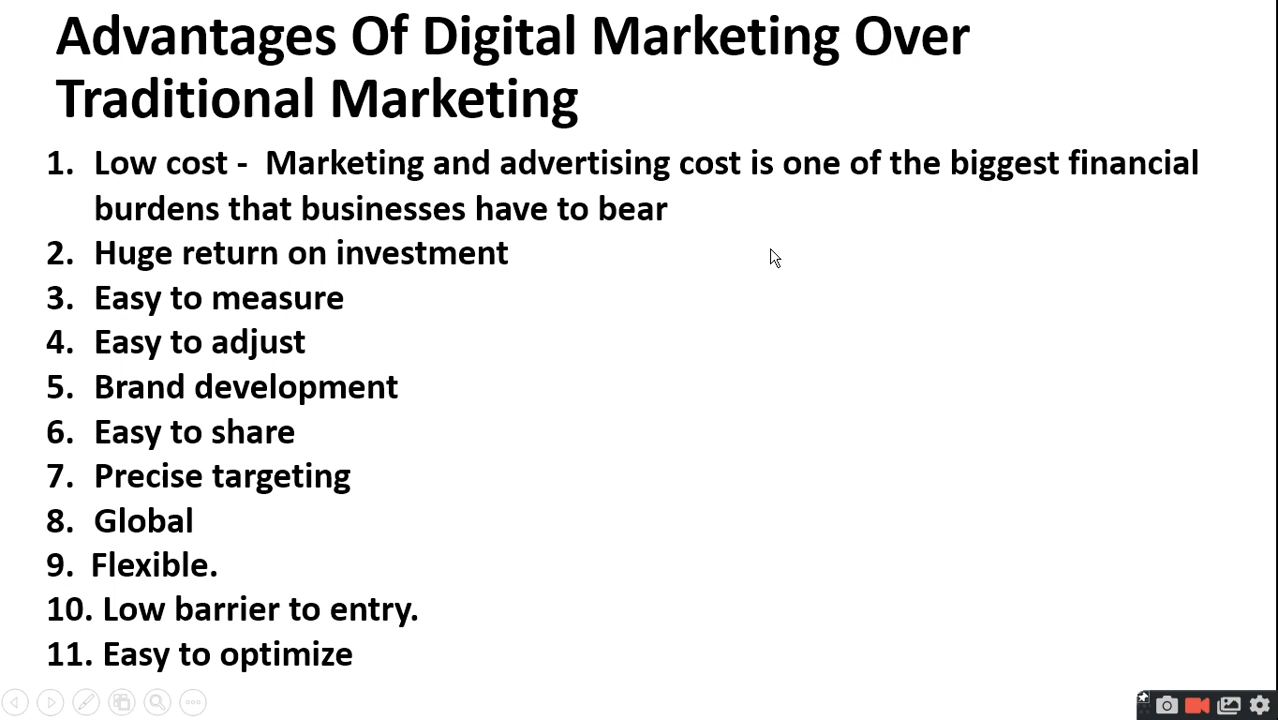 Advantages Of Digital Marketing Over
Traditional Marketing
1. Low cost - Marketing and advertising cost is one of the biggest financial
burdens that businesses have to bear
2. Huge return on investment
3. Easy to measure
4. Easy to adjust
5. Brand development
6. Easy to share
7. Precise targeting
8. Global
9. Flexible.
10. Low barrier to entry.
11. Easy to optimize